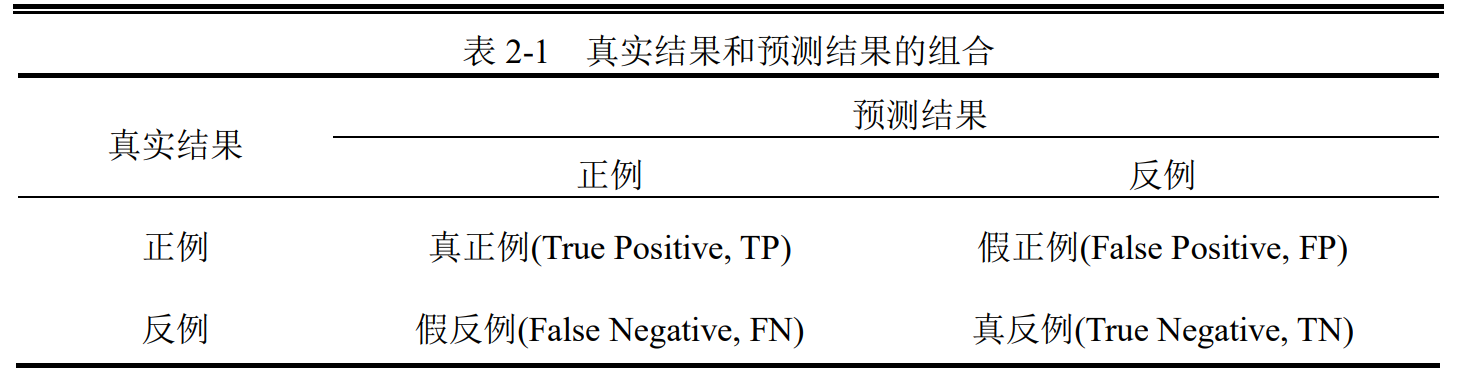 表 2-1 真实结果和预测结果的组合
真实结果
预测结果
正例 反例
正例 真正例(True Positive, TP) 假正例(False Positive, FP)
反例 假反例(False Negative, FN) 真反例(True Negative, TN)